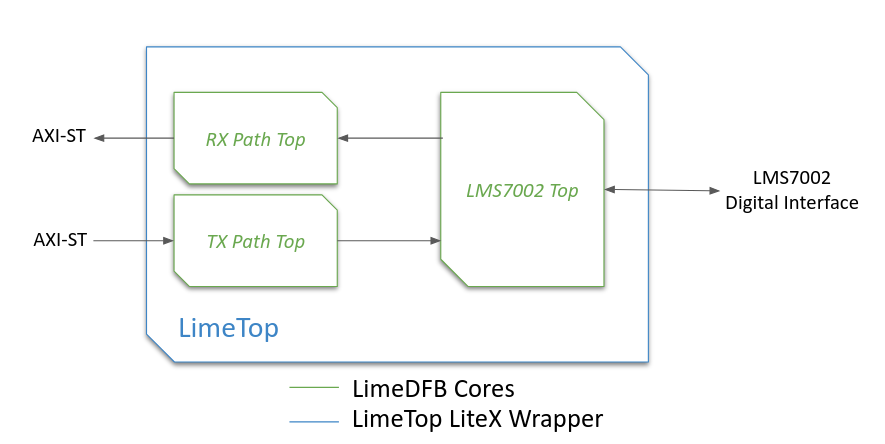 AXI-ST
RX Path Top
LMS7002 Top
LMS7002
Digital Interface
AXI-ST
TX Path Top
LimeTop
LimeDFB Cores
LimeTop LiteX Wrapper